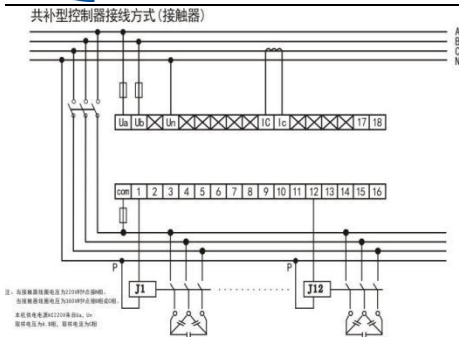 共补型控制器接线方式(接触器)
A
B
C
N
Ua Ub Un IC Ic 17 18
com 1 2 3 4 5 6 7 8 9 10 11 12 13 14 15 16
P P
J1 J12
注: 当接触器线圈电压为220V时P点接N相。
当接触器线圈电压为380V时P点接B相或C相。
本机供电电源AC220V来自Ua, Un
取样电压为A.B相, 取样电流为C相